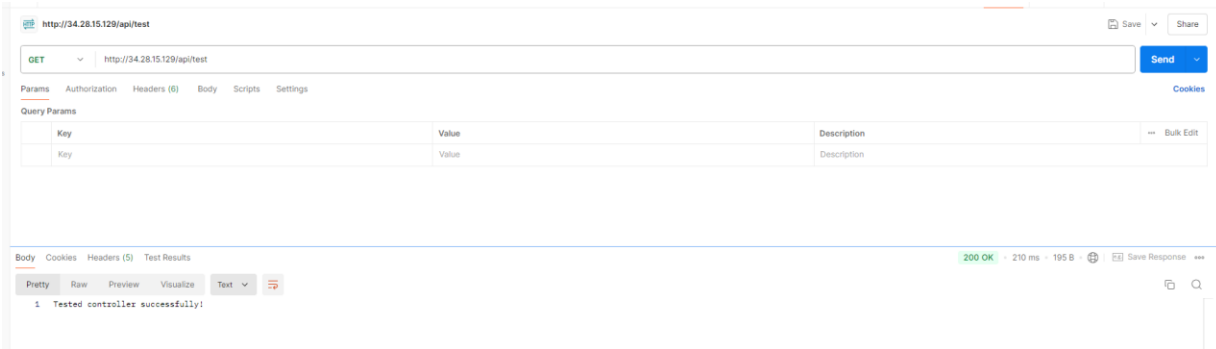 HTTP http://34.28.15.129/api/test Save Share
GET http://34.28.15.129/api/test Send
Params Authorization Headers (6) Body Scripts Settings Cookies
Query Params
Key Value Description Bulk Edit
Key Value Description
Body Cookies Headers (5) Test Results 200 OK 210 ms 195 B Save Response
Pretty Raw Preview Visualize Text
1 Tested controller successfully!